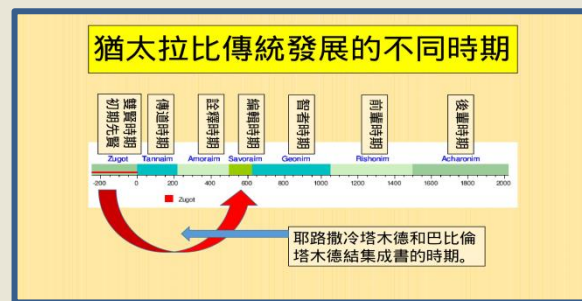 猶太拉比傳統發展的不同時期
雙賢時期
初期先賢
傳道時期
詮釋時期
編輯時期
智者時期
前輩時期
後輩時期
Zugot Tannaim Amoraim Savoraim Geonim Rishonim Acharonim
-200 0 200 400 600 800 1000 1200 1400 1600 1800 2000
Zugot
耶路撒冷塔木德和巴比倫
塔木德結集成書的時期。